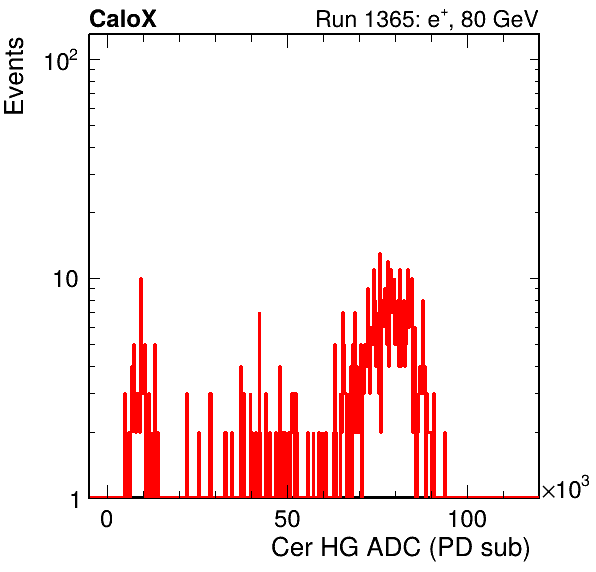 CaloX Run 1365: e⁺, 80 GeV
Events
10²
10
1
0 50 100 ×10³
Cer HG ADC (PD sub)